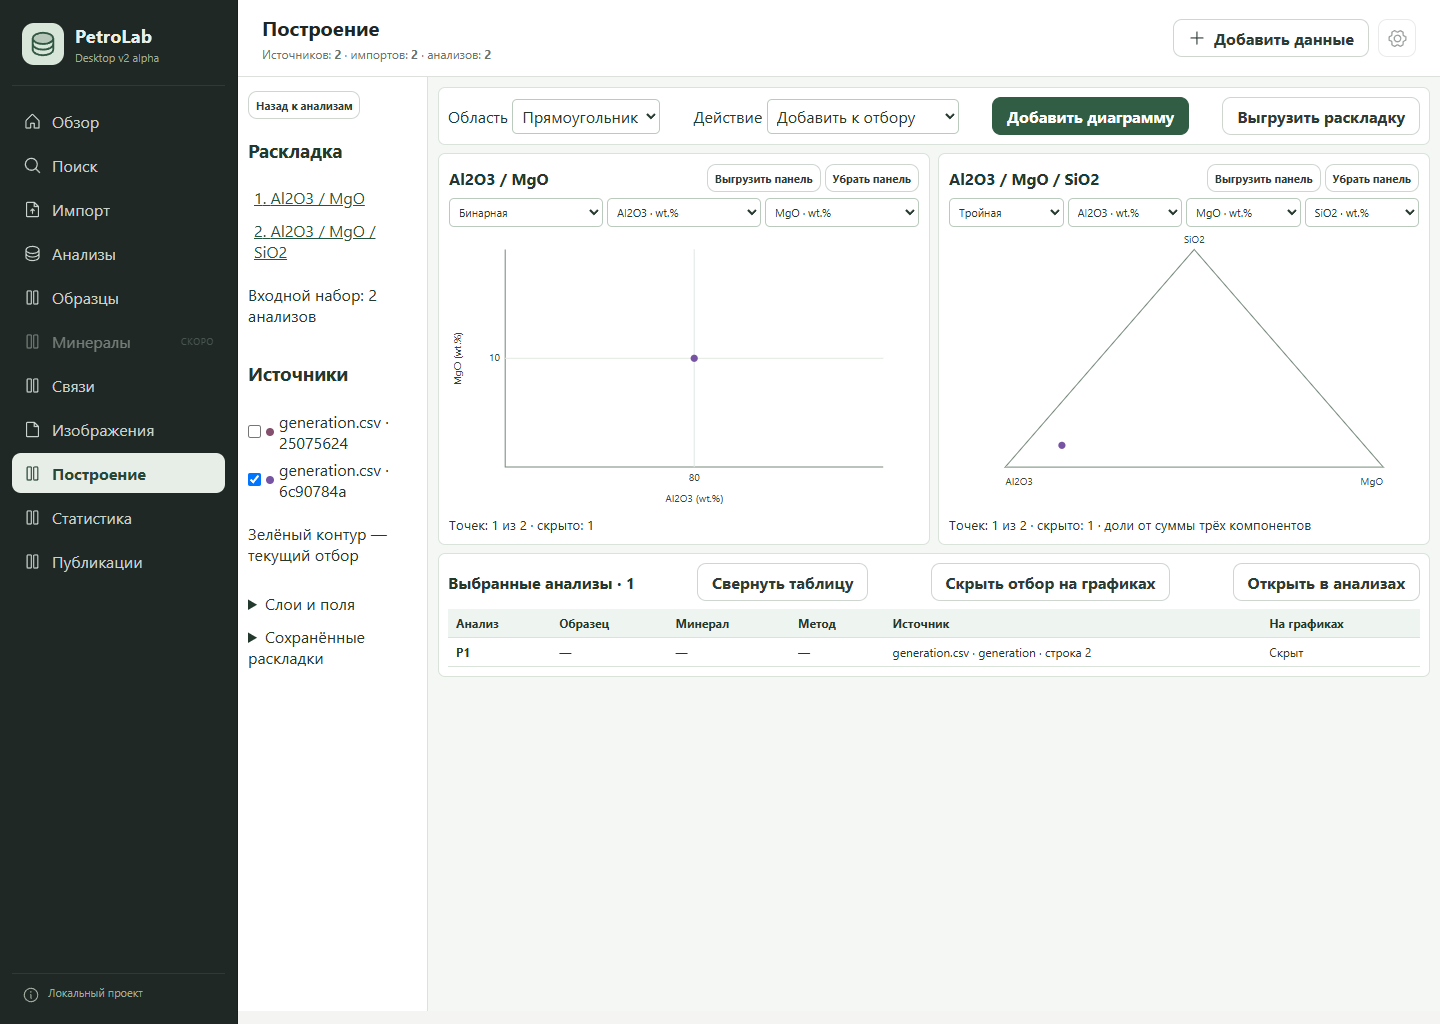 PetroLab
Desktop v2 alpha
Обзор
Поиск
Импорт
Анализы
Образцы
Минералы СКОРО
Связи
Изображения
Построение
Статистика
Публикации
Локальный проект
Построение
Источников: 2 · импортов: 2 · анализов: 2
Добавить данные
Назад к анализам
Раскладка
1. Al2O3 / MgO
2. Al2O3 / MgO /
SiO2
Входной набор: 2
анализов
Источники
generation.csv ·
25075624
generation.csv ·
6c90784a
Зелёный контур —
текущий отбор
Слои и поля
Сохранённые
раскладки
Область Прямоугольник Действие Добавить к отбору Добавить диаграмму Выгрузить раскладку
Al2O3 / MgO Выгрузить панель Убрать панель
Бинарная Al2O3 · wt.% MgO · wt.%
MgO (wt.%)
10
80
Al2O3 (wt.%)
Точек: 1 из 2 · скрыто: 1
Al2O3 / MgO / SiO2 Выгрузить панель Убрать панель
Тройная Al2O3 · wt.% MgO · wt.% SiO2 · wt.%
SiO2
Al2O3 MgO
Точек: 1 из 2 · скрыто: 1 · доли от суммы трёх компонентов
Выбранные анализы · 1 Свернуть таблицу Скрыть отбор на графиках Открыть в анализах
Анализ Образец Минерал Метод Источник На графиках
P1 — — — generation.csv · generation · строка 2 Скрыт